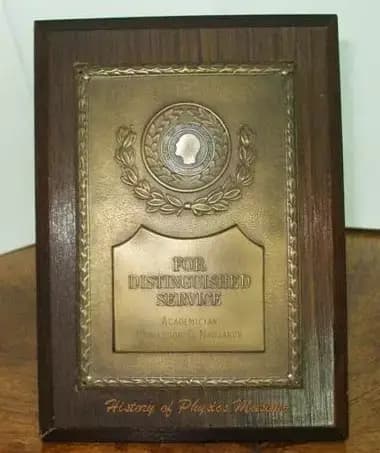 FOR
DISTINGUISHED
SERVICE
ACADEMICIAN
History of Physics Museum